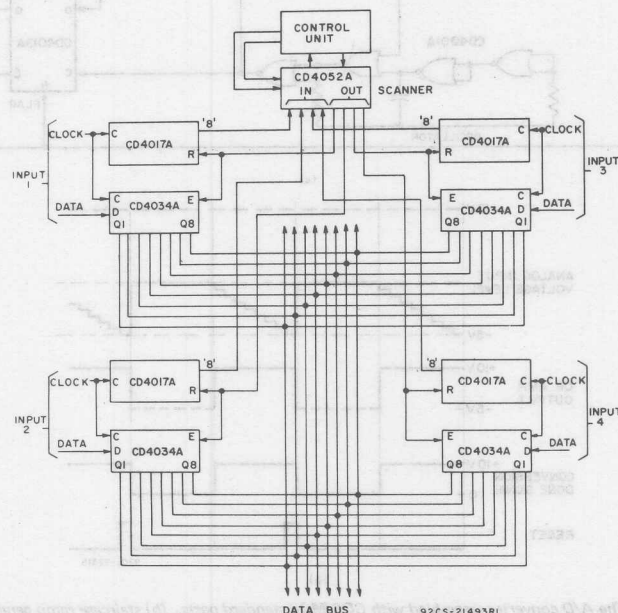 CONTROL
UNIT
CD4052A
IN OUT
SCANNER
'8' '8'
CLOCK C
CD4017A
R
C CLOCK
CD4017A
R
INPUT
1
INPUT
3
C E
DATA D
CD4034A
Q1 Q8
E C
D DATA
CD4034A
Q8 Q1
'8' '8'
CLOCK C
CD4017A
R
C CLOCK
CD4017A
R
INPUT
2
INPUT
4
C E
DATA D
CD4034A
Q1 Q8
E C
D DATA
CD4034A
Q8 Q1
DATA BUS
92CS-21493RI